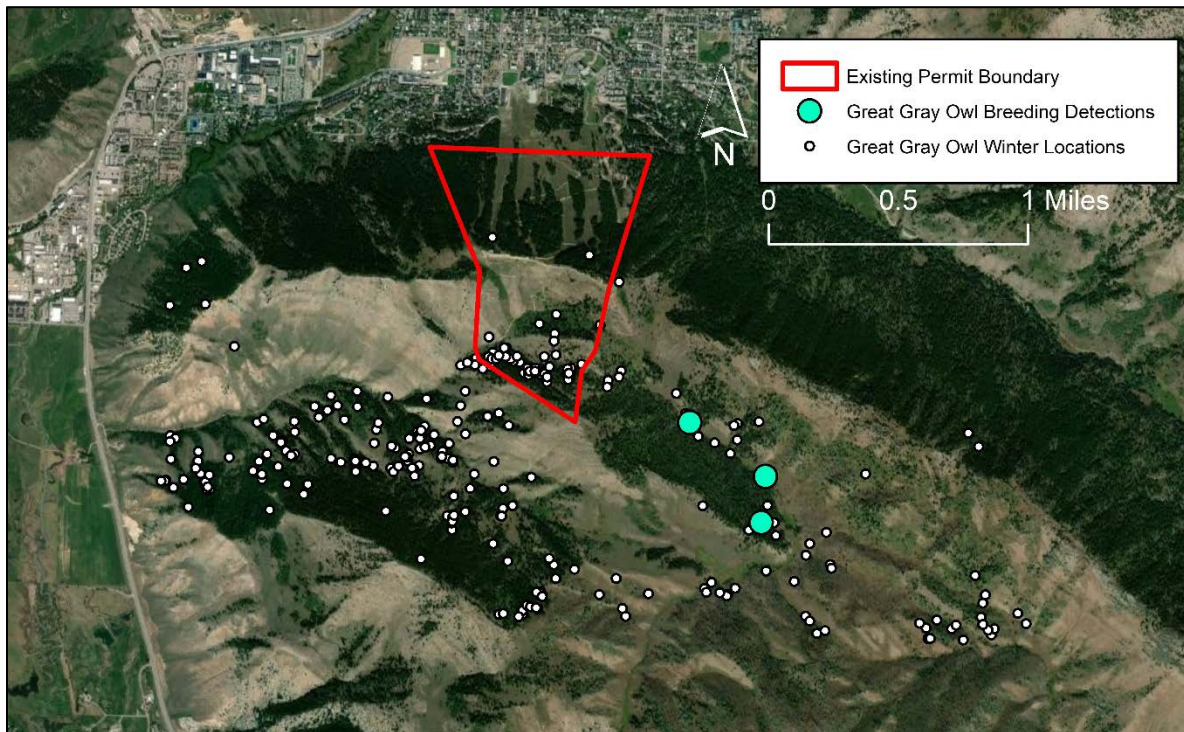 Existing Permit Boundary
Great Gray Owl Breeding Detections
Great Gray Owl Winter Locations
N
0 0.5 1 Miles